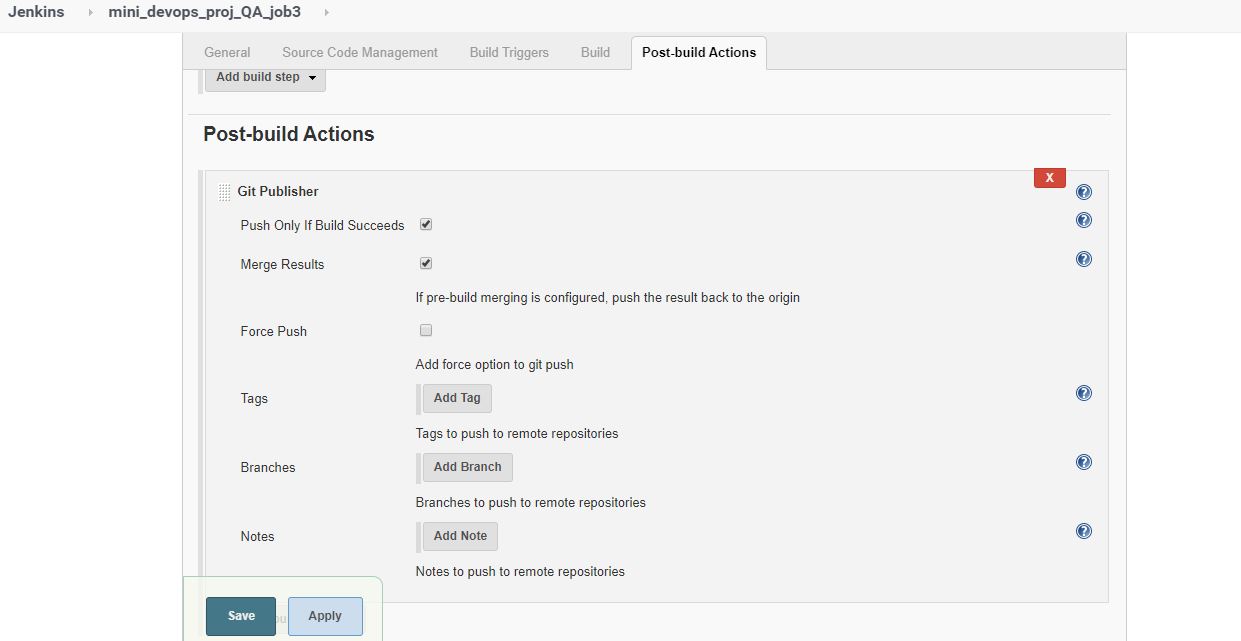 Jenkins mini_devops_proj_QA_job3
General Source Code Management Build Triggers Build Post-build Actions
Add build step
Post-build Actions
X
Git Publisher
Push Only If Build Succeeds
Merge Results
If pre-build merging is configured, push the result back to the origin
Force Push
Add force option to git push
Tags Add Tag
Tags to push to remote repositories
Branches Add Branch
Branches to push to remote repositories
Notes Add Note
Notes to push to remote repositories
Save Apply